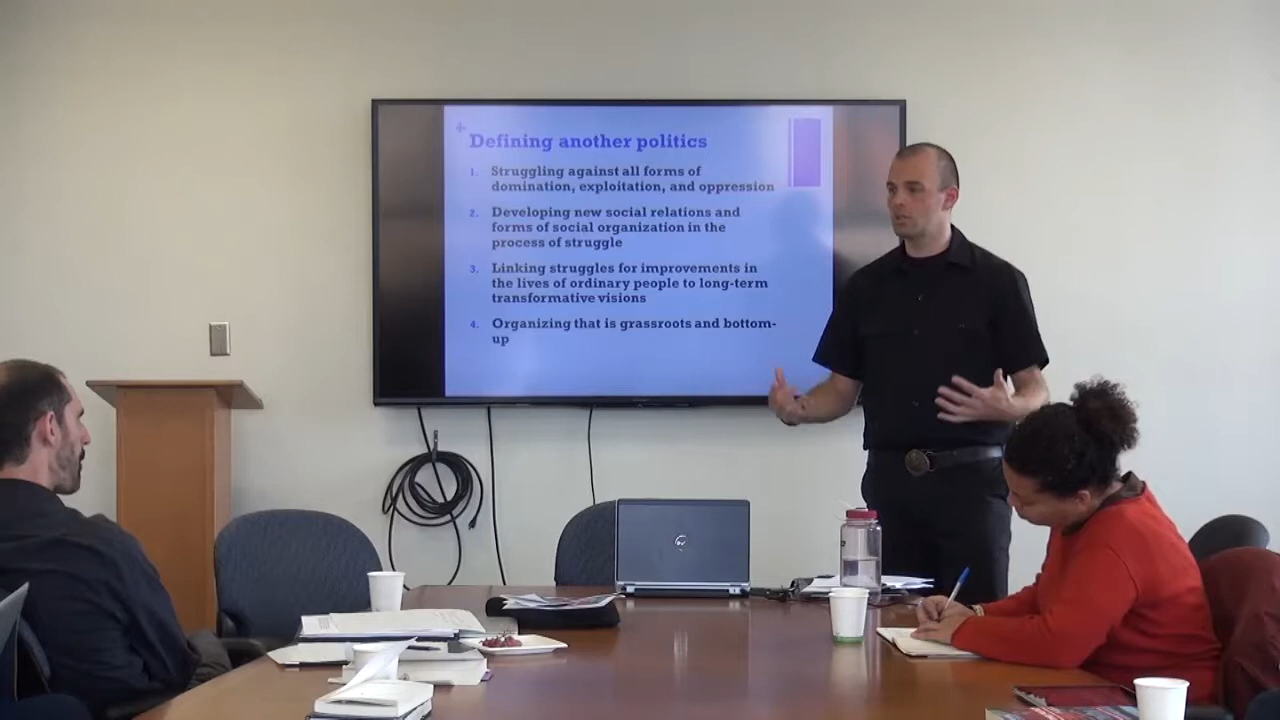 +
Defining another politics
1. Struggling against all forms of
domination, exploitation, and oppression
2. Developing new social relations and
forms of social organization in the
process of struggle
3. Linking struggles for improvements in
the lives of ordinary people to long-term
transformative visions
4. Organizing that is grassroots and bottom-
up